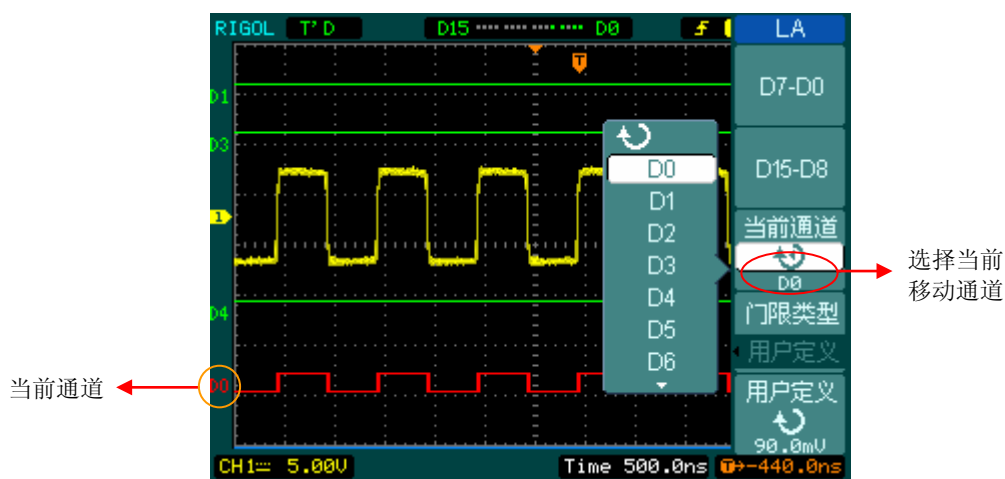 RIGOL T'D D15 D0 LA
D7-D0
D1
D3
D0
D1
D2
D3
D4
D5
D6
D15-D8
1
当前通道
D0
选择当前
移动通道
D4
门限类型
用户定义
当前通道
D0
用户定义
90.0mV
CH1 5.00V Time 500.0ns T→-440.0ns
T